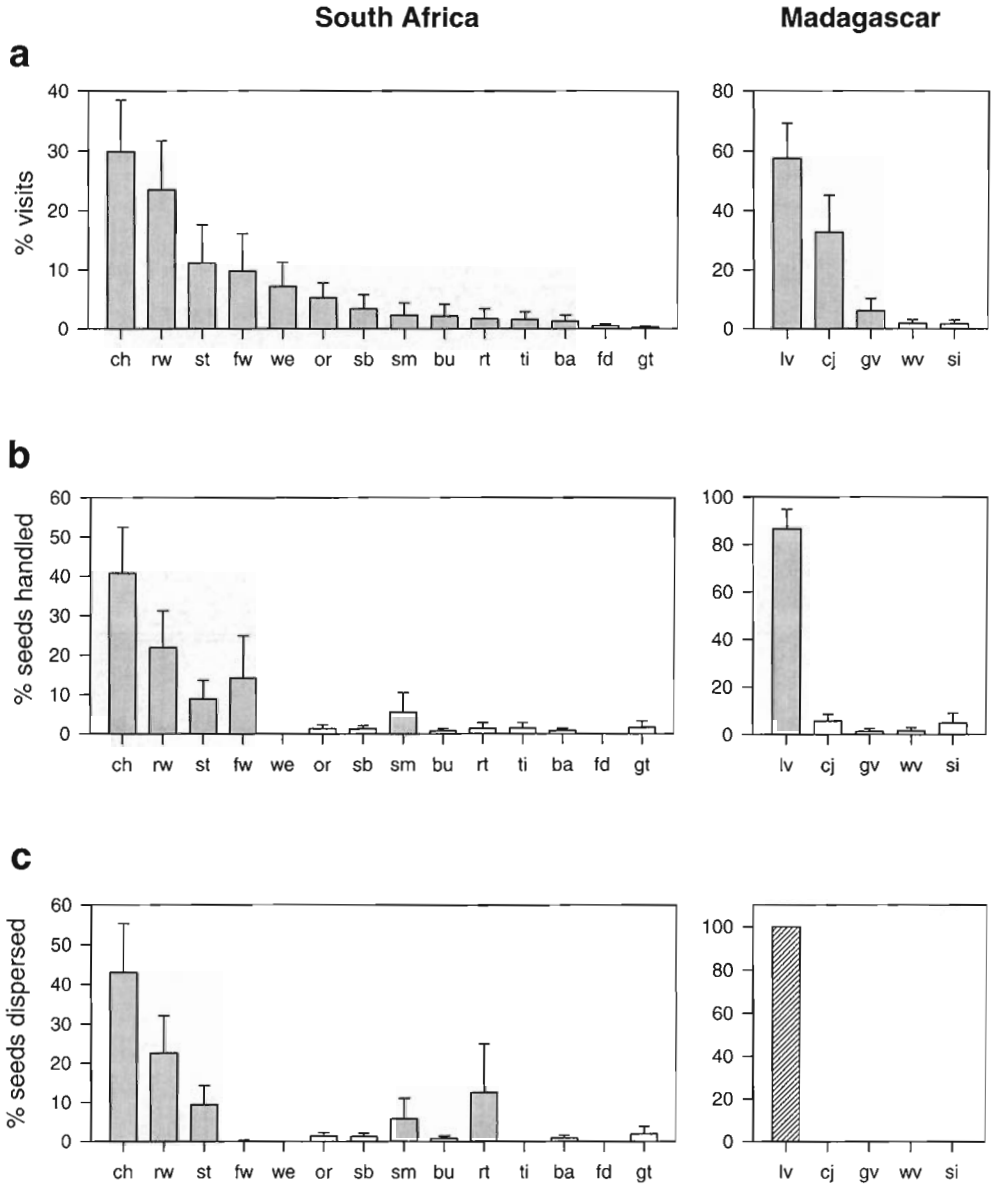 South Africa Madagascar
a
40 80
30 60
20 40
10 20
0 0
% visits
ch rw st fw we or sb sm bu rt ti ba fd gt lv cj gv wv si
b
60 100
50 80
40 60
30 40
20 20
10 0
0
% seeds handled
ch rw st fw we or sb sm bu rt ti ba fd gt lv cj gv wv si
c
60 100
50 80
40 60
30 40
20 20
10 0
0
% seeds dispersed
ch rw st fw we or sb sm bu rt ti ba fd gt lv cj gv wv si